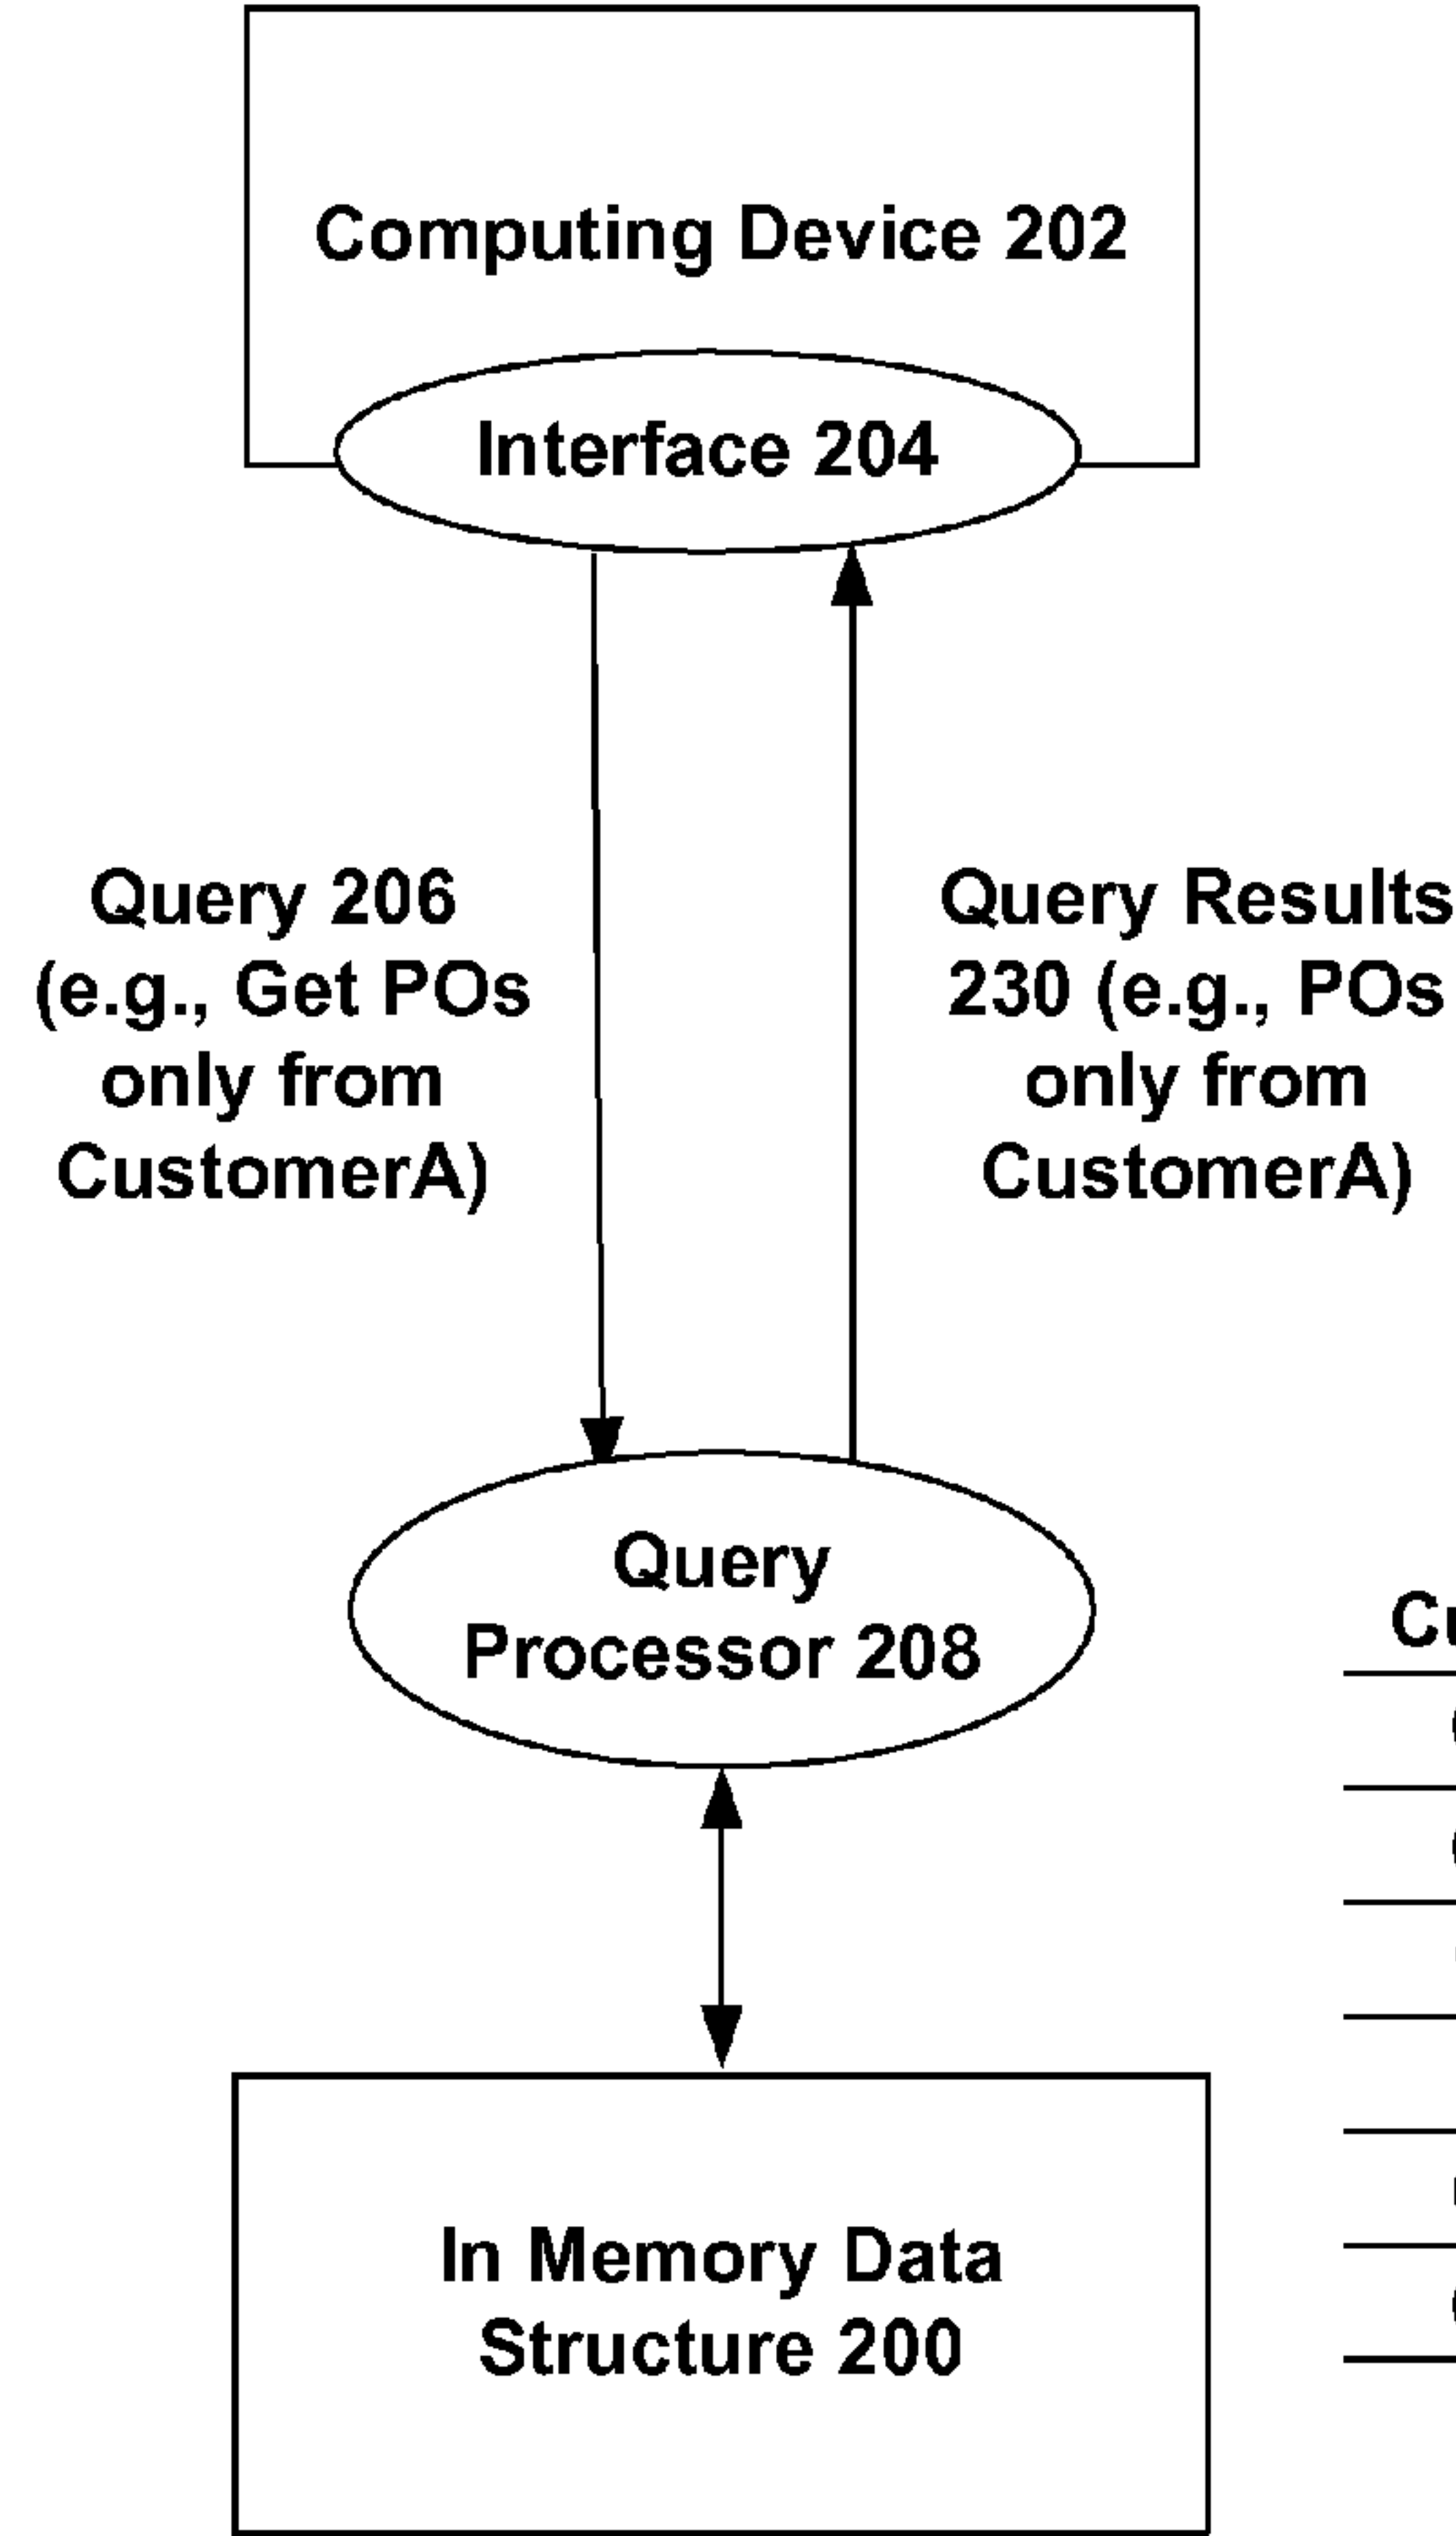 Computing Device 202
Interface 204
Query 206
(e.g., Get POs
only from
CustomerA)
Query Results
230 (e.g., POs
only from
CustomerA)
Query
Processor 208
In Memory Data
Structure 200